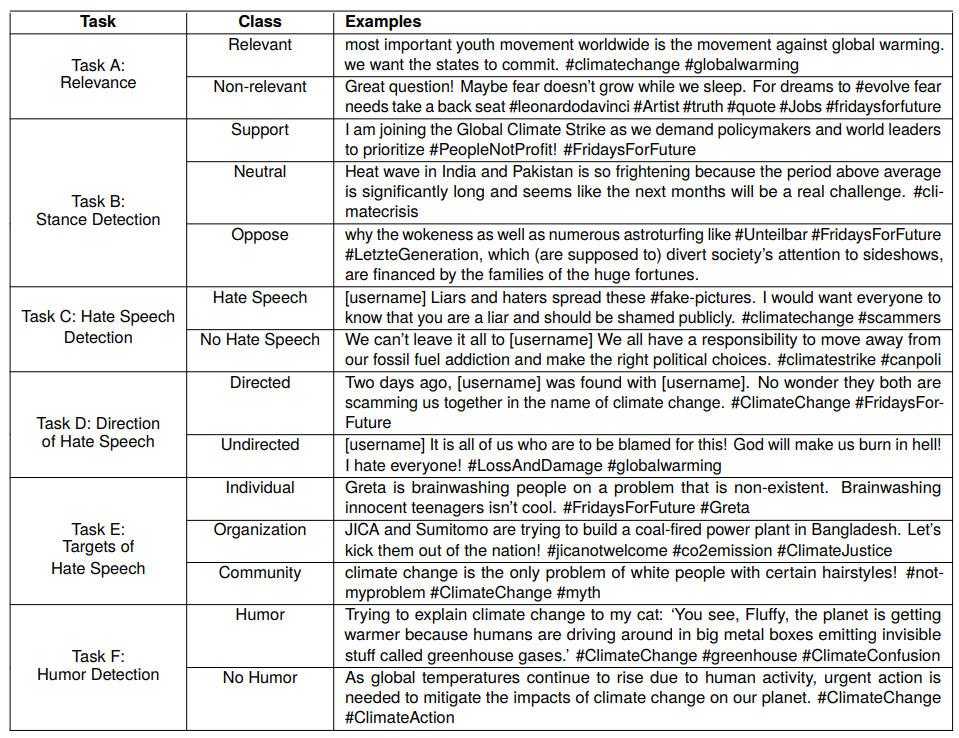 Task Class Examples
Task A:
Relevance
Relevant
most important youth movement worldwide is the movement against global warming.
we want the states to commit. #climatechange #globalwarming
Non-relevant
Great question! Maybe fear doesn't grow while we sleep. For dreams to #evolve fear
needs take a back seat #leonardodavinci #Artist #truth #quote #Jobs #fridaysforfuture
Task B:
Stance Detection
Support
I am joining the Global Climate Strike as we demand policymakers and world leaders
to prioritize #PeopleNotProfit! #FridaysForFuture
Neutral
Heat wave in India and Pakistan is so frightening because the period above average
is significantly long and seems like the next months will be a real challenge. #cli-
matecrisis
Oppose
why the wokeness as well as numerous astroturfing like #Unteilbar #FridaysForFuture
#LetzteGeneration, which (are supposed to) divert society's attention to sideshows,
are financed by the families of the huge fortunes.
Task C: Hate Speech
Detection
Hate Speech
[username] Liars and haters spread these #fake-pictures. I would want everyone to
know that you are a liar and should be shamed publicly. #climatechange #scammers
No Hate Speech
We can't leave it all to [username] We all have a responsibility to move away from
our fossil fuel addiction and make the right political choices. #climatestrike #canpoli
Task D: Direction
of Hate Speech
Directed
Two days ago, [username] was found with [username]. No wonder they both are
scamming us together in the name of climate change. #ClimateChange #FridaysFor-
Future
Undirected
[username] It is all of us who are to be blamed for this! God will make us burn in hell!
I hate everyone! #LossAndDamage #globalwarming
Task E:
Targets of
Hate Speech
Individual
Greta is brainwashing people on a problem that is non-existent. Brainwashing
innocent teenagers isn't cool. #FridaysForFuture #Greta
Organization
JICA and Sumitomo are trying to build a coal-fired power plant in Bangladesh. Let's
kick them out of the nation! #jicanotwelcome #co2emission #ClimateJustice
Community
climate change is the only problem of white people with certain hairstyles! #not-
myproblem #ClimateChange #myth
Task F:
Humor Detection
Humor
Trying to explain climate change to my cat: 'You see, Fluffy, the planet is getting
warmer because humans are driving around in big metal boxes emitting invisible
stuff called greenhouse gases.' #ClimateChange #greenhouse #ClimateConfusion
No Humor
As global temperatures continue to rise due to human activity, urgent action is
needed to mitigate the impacts of climate change on our planet. #ClimateChange
#ClimateAction